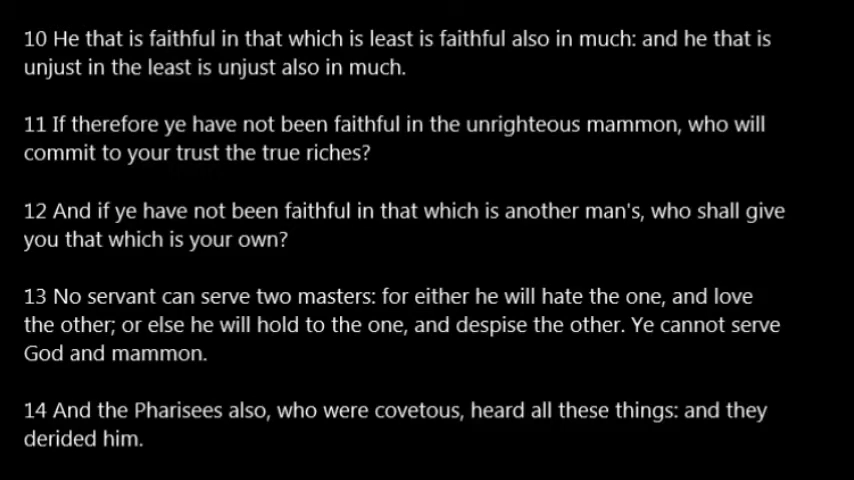 10 He that is faithful in that which is least is faithful also in much: and he that is
unjust in the least is unjust also in much.
11 If therefore ye have not been faithful in the unrighteous mammon, who will
commit to your trust the true riches?
12 And if ye have not been faithful in that which is another man's, who shall give
you that which is your own?
13 No servant can serve two masters: for either he will hate the one, and love
the other; or else he will hold to the one, and despise the other. Ye cannot serve
God and mammon.
14 And the Pharisees also, who were covetous, heard all these things: and they
derided him.